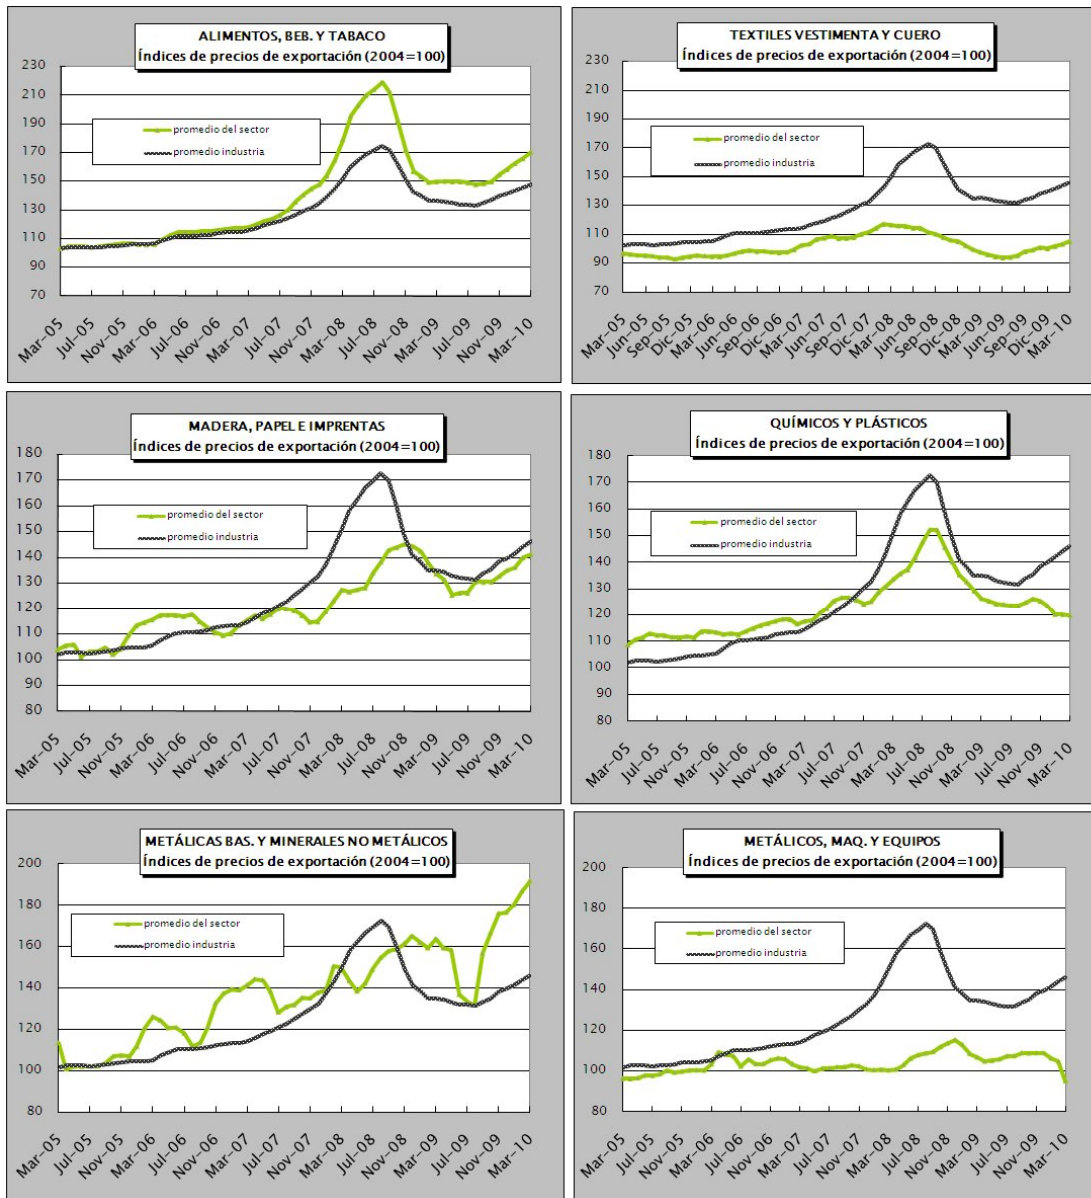 ALIMENTOS, BEB. Y TABACO
Índices de precios de exportación (2004=100)
230
210
190
170
150
130
110
90
70
promedio del sector
promedio industria
Mar-05
Jul-05
Nov-05
Mar-06
Jul-06
Nov-06
Mar-07
Jul-07
Nov-07
Mar-08
Jul-08
Nov-08
Mar-09
Jul-09
Nov-09
Mar-10
TEXTILES VESTIMENTA Y CUERO
Índices de precios de exportación (2004=100)
230
210
190
170
150
130
110
90
70
promedio del sector
promedio industria
Mar-05
Jun-05
Sep-05
Dic-05
Mar-06
Jun-06
Sep-06
Dic-06
Mar-07
Jun-07
Sep-07
Dic-07
Mar-08
Jun-08
Sep-08
Dic-08
Mar-09
Jun-09
Sep-09
Dic-09
Mar-10
MADERA, PAPEL E IMPRENTAS
Índices de precios de exportación (2004=100)
180
170
160
150
140
130
120
110
100
90
80
promedio del sector
promedio industria
Mar-05
Jul-05
Nov-05
Mar-06
Jul-06
Nov-06
Mar-07
Jul-07
Nov-07
Mar-08
Jul-08
Nov-08
Mar-09
Jul-09
Nov-09
Mar-10
QUÍMICOS Y PLÁSTICOS
Índices de precios de exportación (2004=100)
180
170
160
150
140
130
120
110
100
90
80
promedio del sector
promedio industria
Mar-05
Jul-05
Nov-05
Mar-06
Jul-06
Nov-06
Mar-07
Jul-07
Nov-07
Mar-08
Jul-08
Nov-08
Mar-09
Jul-09
Nov-09
Mar-10
METÁLICAS BAS. Y MINERALES NO METÁLICOS
Índices de precios de exportación (2004=100)
200
180
160
140
120
100
80
promedio del sector
promedio industria
Mar-05
Jul-05
Nov-05
Mar-06
Jul-06
Nov-06
Mar-07
Jul-07
Nov-07
Mar-08
Jul-08
Nov-08
Mar-09
Jul-09
Nov-09
Mar-10
METÁLICOS, MAQ. Y EQUIPOS
Índices de precios de exportación (2004=100)
200
180
160
140
120
100
80
promedio del sector
promedio industria
Mar-05
Jul-05
Nov-05
Mar-06
Jul-06
Nov-06
Mar-07
Jul-07
Nov-07
Mar-08
Jul-08
Nov-08
Mar-09
Jul-09
Nov-09
Mar-10